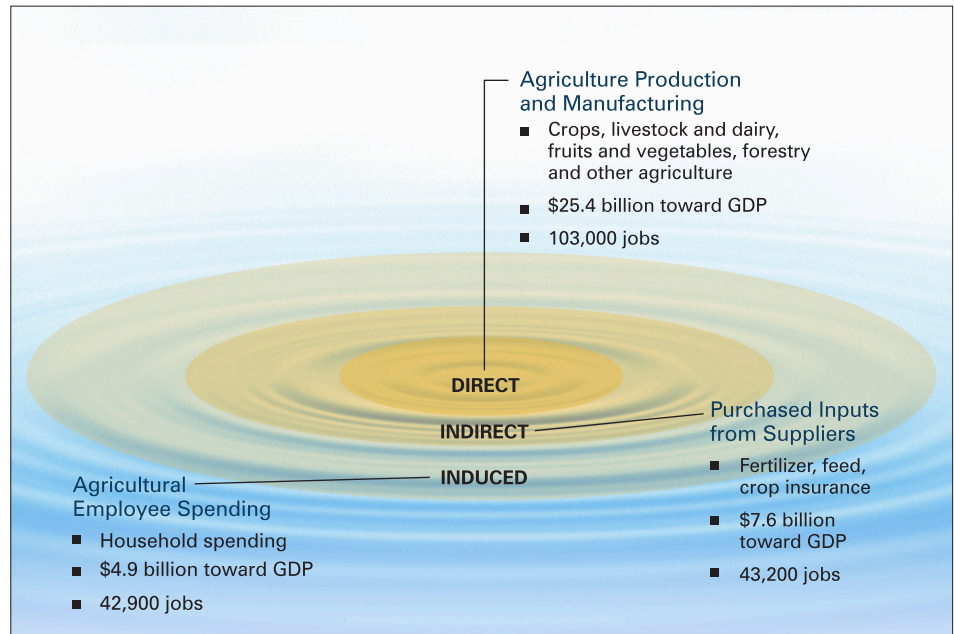 Agriculture Production
and Manufacturing
■ Crops, livestock and dairy,
fruits and vegetables, forestry
and other agriculture
■ $25.4 billion toward GDP
■ 103,000 jobs
DIRECT
INDIRECT
INDUCED
Purchased Inputs
from Suppliers
■ Fertilizer, feed,
crop insurance
■ $7.6 billion
toward GDP
■ 43,200 jobs
Agricultural
Employee Spending
■ Household spending
■ $4.9 billion toward GDP
■ 42,900 jobs